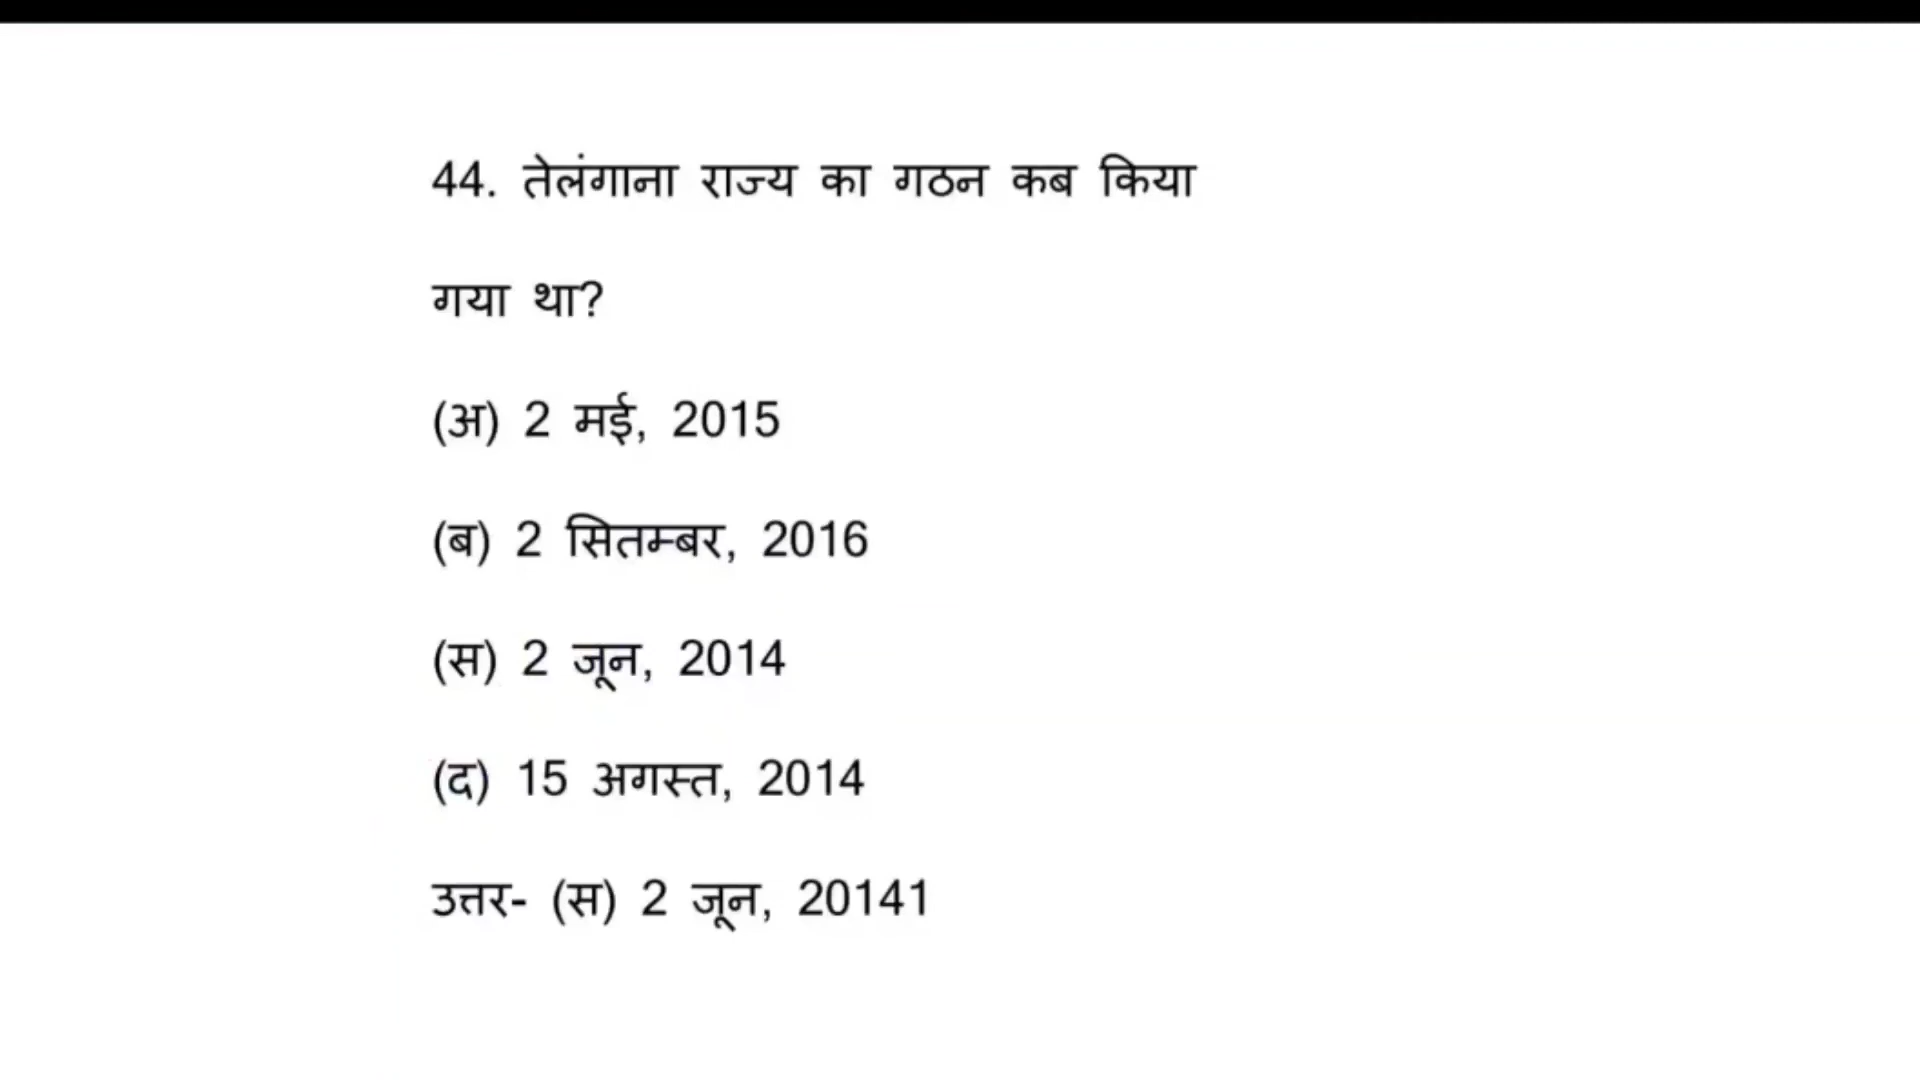 44. तेलंगाना राज्य का गठन कब किया
गया था?
(अ) 2 मई, 2015
(ब) 2 सितम्बर, 2016
(स) 2 जून, 2014
(द) 15 अगस्त, 2014
उत्तर- (स) 2 जून, 20141